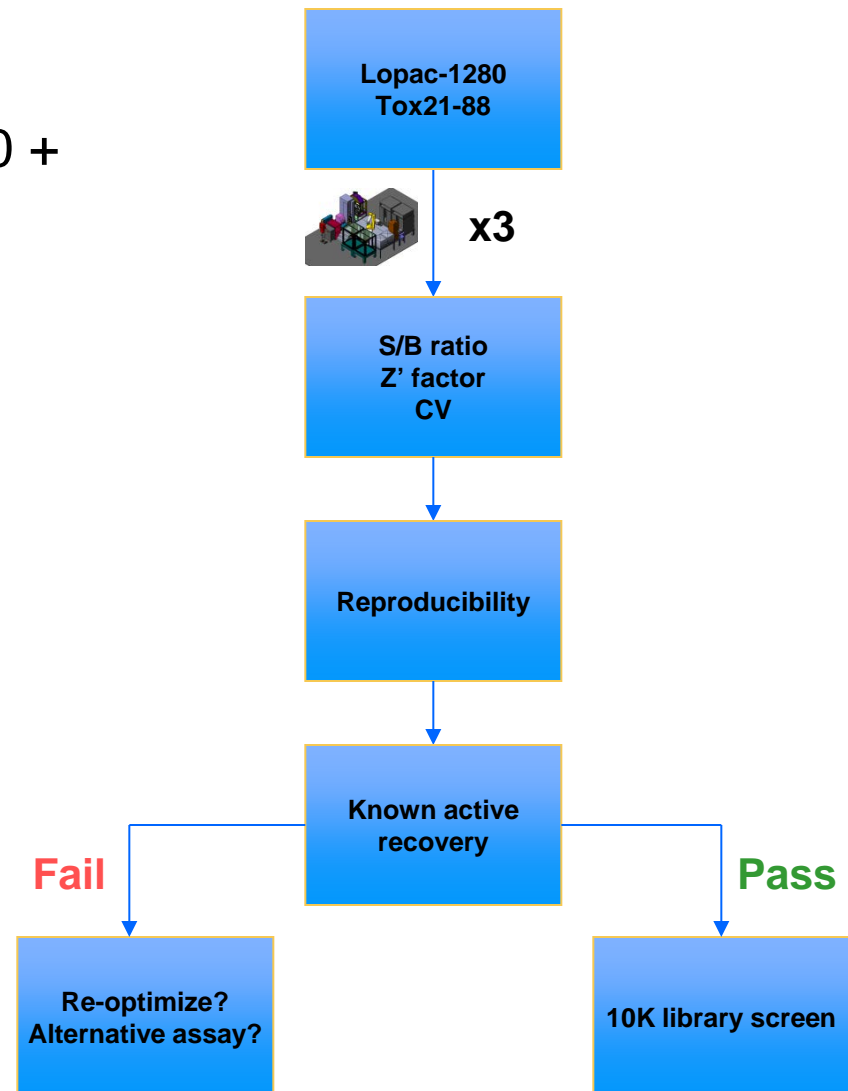 Lopac-1280
Tox21-88
0 +
x3
S/B ratio
Z’ factor
CV
Reproducibility
Known active
recovery
Fail
Pass
Re-optimize?
Alternative assay?
10K library screen